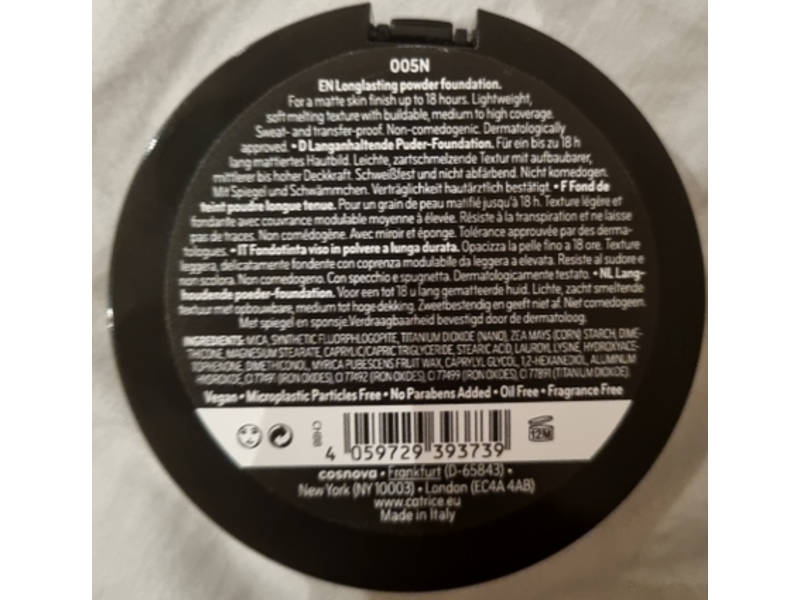 005N
EN Longlasting powder foundation.
For a matte skin finish up to 18 hours. Lightweight,
soft melting texture with buildable, medium to high coverage.
Sweat- and transfer-proof. Non-comedogenic. Dermatologically
approved. • D Langanhaltende Puder-Foundation. Für ein bis zu 18 h
lang mattiertes Hautbild. Leichte, zartschmelzende Textur mit aufbaubarer,
mittlerer bis hoher Deckkraft. Schweißfest und nicht abfärbend. Nicht komedogen.
Mit Spiegel und Schwämmchen. Verträglichkeit hautärztlich bestätigt. • F Fond de
teint poudre longue tenue. Pour un grain de peau matifié jusqu'à 18 h. Texture légère et
fondante avec couvrance modulable moyenne à élevée. Résiste à la transpiration et ne laisse
pas de traces. Non comédogène. Avec miroir et éponge. Tolérance approuvée par des derma-
tologues. • IT Fondotinta viso in polvere a lunga durata. Opacizza la pelle fino a 18 ore. Texture
leggera, delicatamente fondente con coprenza modulabile da leggera a elevata. Resiste al sudore e
non scolora. Non comedogeno. Con specchio e spugnetta. Dermatologicamente testato. • NL Lang-
houdende poeder-foundation. Voor een tot 18 u lang gematteerde huid. Lichte, zacht smeltende
textuur met opbouwbare, medium tot hoge dekking. Zweetbestendig en geeft niet af. Niet comedogeen.
Met spiegel en sponsje.Verdraagbaarheid bevestigd door de dermatoloog.
INGREDIENTS: MICA, SYNTHETIC FLUORPHLOGOPITE, TITANIUM DIOXIDE (NANO), ZEA MAYS (CORN) STARCH, DIME-
THICONE, MAGNESIUM STEARATE, CAPRYLIC/CAPRIC TRIGLYCERIDE, STEARIC ACID, LAUROYL LYSINE, HYDROXYACE-
TOPHENONE, DIMETHICONOL, MYRICA PUBESCENS FRUIT WAX, CAPRYLYL GLYCOL, 1,2-HEXANEDIOL, ALUMINUM
HYDROXIDE, CI 77491 (IRON OXIDES), CI 77492 (IRON OXIDES), CI 77499 (IRON OXIDES), CI 77891 (TITANIUM DIOXIDE).
Vegan • Microplastic Particles Free • No Parabens Added • Oil Free • Fragrance Free
CH88
4 059729 393739
12M
cosnova • Frankfurt (D-65843) •
New York (NY 10003) • London (EC4A 4AB)
www.catrice.eu
Made in Italy